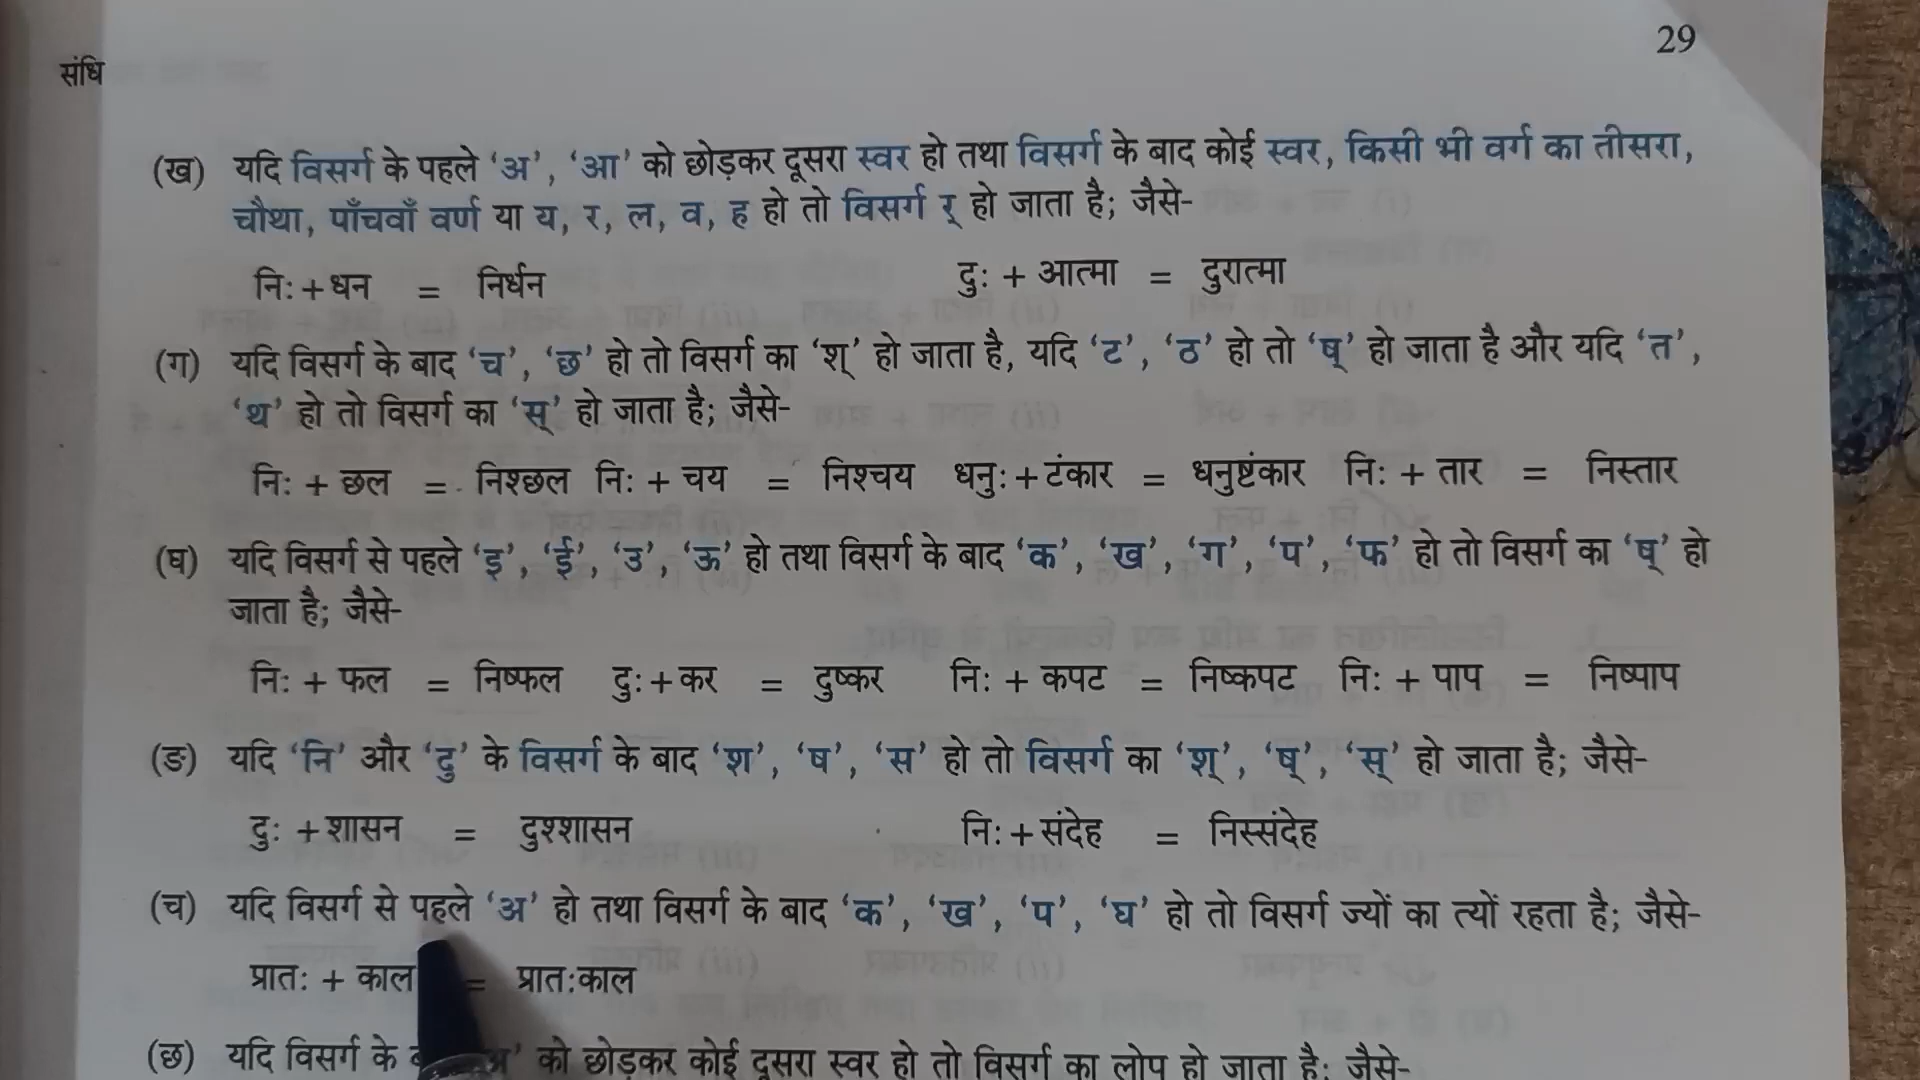 29
संधि
(ख) यदि विसर्ग के पहले ‘अ’, ‘आ’ को छोड़कर दूसरा स्वर हो तथा विसर्ग के बाद कोई स्वर, किसी भी वर्ग का तीसरा,
चौथा, पाँचवाँ वर्ण या य, र, ल, व, ह हो तो विसर्ग र् हो जाता है; जैसे-
नि: + धन = निर्धन दु: + आत्मा = दुरात्मा
(ग) यदि विसर्ग के बाद ‘च’, ‘छ’ हो तो विसर्ग का ‘श्’ हो जाता है, यदि ‘ट’, ‘ठ’ हो तो ‘ष्’ हो जाता है और यदि ‘त’,
‘थ’ हो तो विसर्ग का ‘स्’ हो जाता है; जैसे-
नि: + छल = निश्छल नि: + चय = निश्चय धनु: + टंकार = धनुष्टंकार नि: + तार = निस्तार
(घ) यदि विसर्ग से पहले ‘इ’, ‘ई’, ‘उ’, ‘ऊ’ हो तथा विसर्ग के बाद ‘क’, ‘ख’, ‘ग’, ‘प’, ‘फ’ हो तो विसर्ग का ‘ष्’ हो
जाता है; जैसे-
नि: + फल = निष्फल दु: + कर = दुष्कर नि: + कपट = निष्कपट नि: + पाप = निष्पाप
(ङ) यदि ‘नि’ और ‘दु’ के विसर्ग के बाद ‘श’, ‘ष’, ‘स’ हो तो विसर्ग का ‘श्’, ‘ष्’, ‘स्’ हो जाता है; जैसे-
दु: + शासन = दुश्शासन नि: + संदेह = निस्संदेह
(च) यदि विसर्ग से पहले ‘अ’ हो तथा विसर्ग के बाद ‘क’, ‘ख’, ‘प’, ‘घ’ हो तो विसर्ग ज्यों का त्यों रहता है; जैसे-
प्रात: + काल = प्रात:काल
(छ) यदि विसर्ग के अ’ को छोड़कर कोई दूसरा स्वर हो तो विसर्ग का लोप हो जाता है; जैसे-